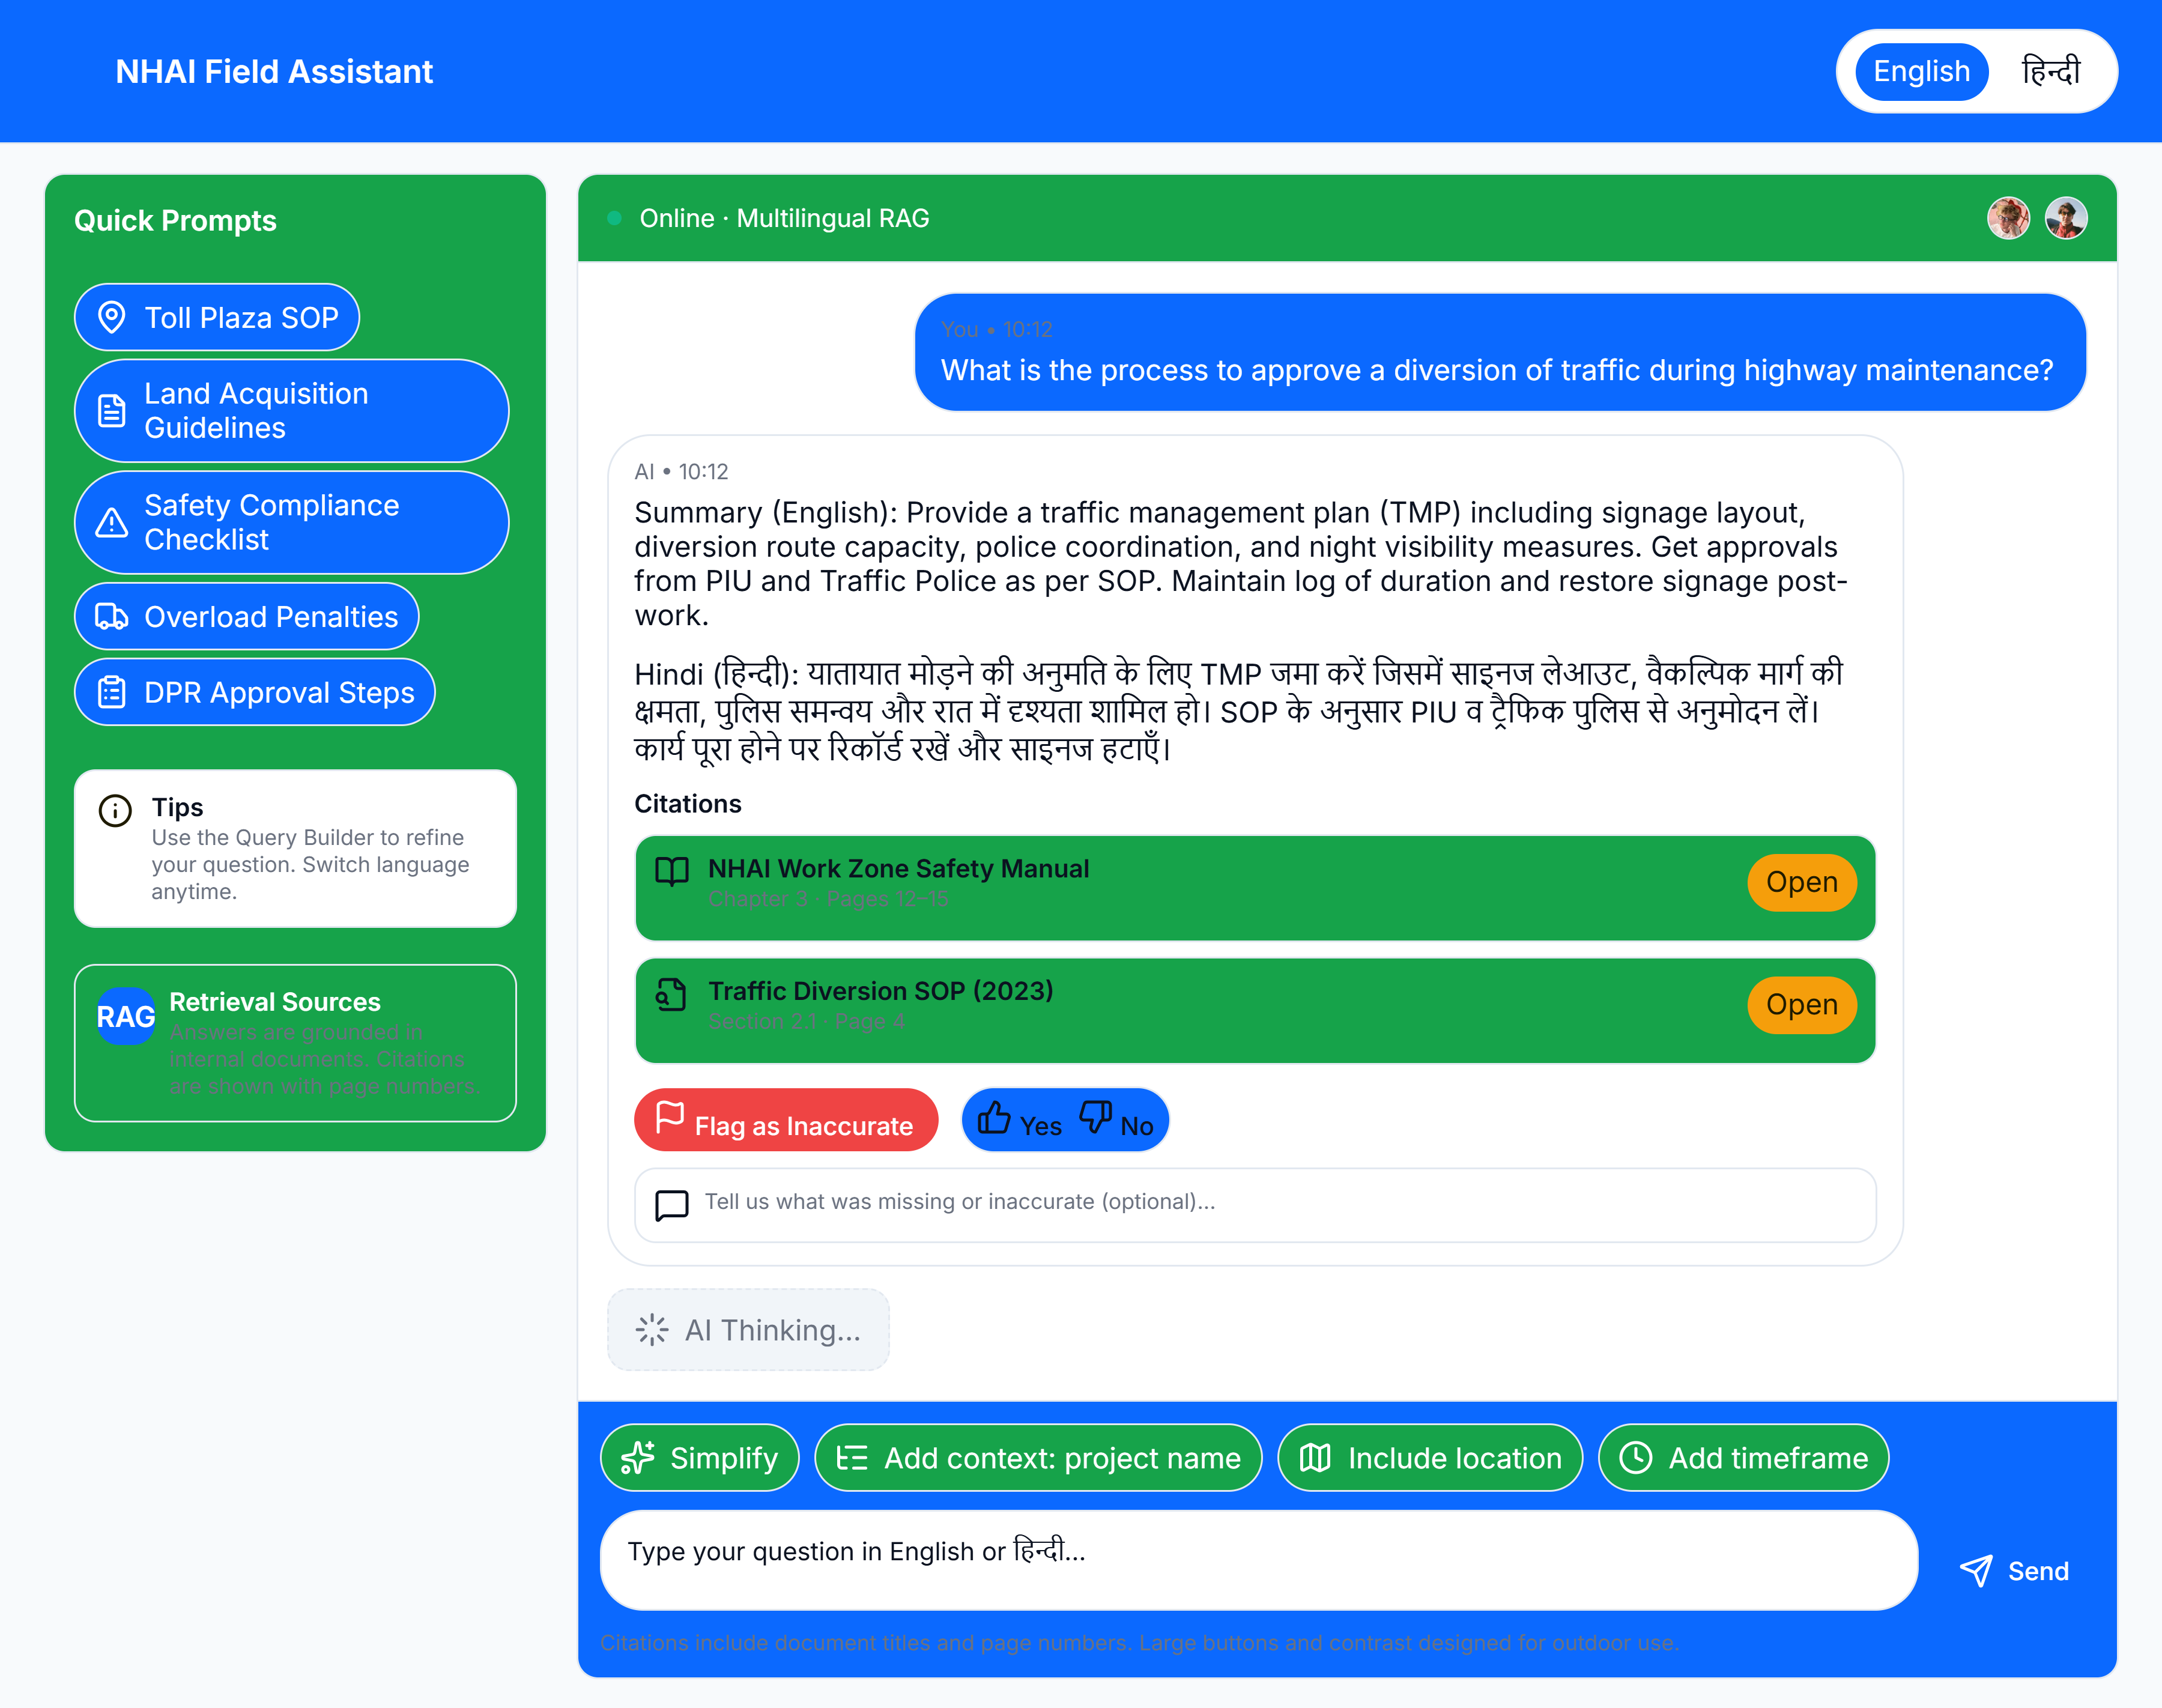 NHAI Field Assistant
English
हिन्दी
Quick Prompts
Toll Plaza SOP
Land Acquisition
Guidelines
Safety Compliance
Checklist
Overload Penalties
DPR Approval Steps
Tips
Use the Query Builder to refine
your question. Switch language
anytime.
RAG
Retrieval Sources
Answers are grounded in
internal documents. Citations
are shown with page numbers.
Online · Multilingual RAG
You • 10:12
What is the process to approve a diversion of traffic during highway maintenance?
AI • 10:12
Summary (English): Provide a traffic management plan (TMP) including signage layout,
diversion route capacity, police coordination, and night visibility measures. Get approvals
from PIU and Traffic Police as per SOP. Maintain log of duration and restore signage post-
work.
Hindi (हिन्दी): यातायात मोड़ने की अनुमति के लिए TMP जमा करें जिसमें साइनज लेआउट, वैकल्पिक मार्ग की
क्षमता, पुलिस समन्वय और रात में दृश्यता शामिल हो। SOP के अनुसार PIU व ट्रैफिक पुलिस से अनुमोदन लें।
कार्य पूरा होने पर रिकॉर्ड रखें और साइनज हटाएँ।
Citations
NHAI Work Zone Safety Manual
Chapter 3 · Pages 12–15
Open
Traffic Diversion SOP (2023)
Section 2.1 · Page 4
Open
Flag as Inaccurate
Yes
No
Tell us what was missing or inaccurate (optional)...
AI Thinking...
Simplify
Add context: project name
Include location
Add timeframe
Type your question in English or हिन्दी...
Send
Citations include document titles and page numbers. Large buttons and contrast designed for outdoor use.